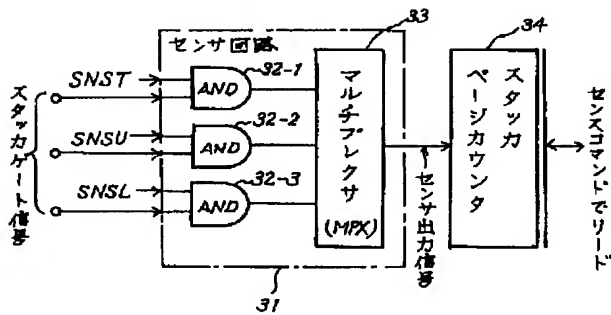 センサ回路
33
34
SNST
32-1
AND
SNSU
32-2
AND
SNSL
32-3
AND
スタッカゲート信号
マルチプレクサ
(MPX)
センサ出力信号
スタッカ
ページカウンタ
センスコマンドでリード
31